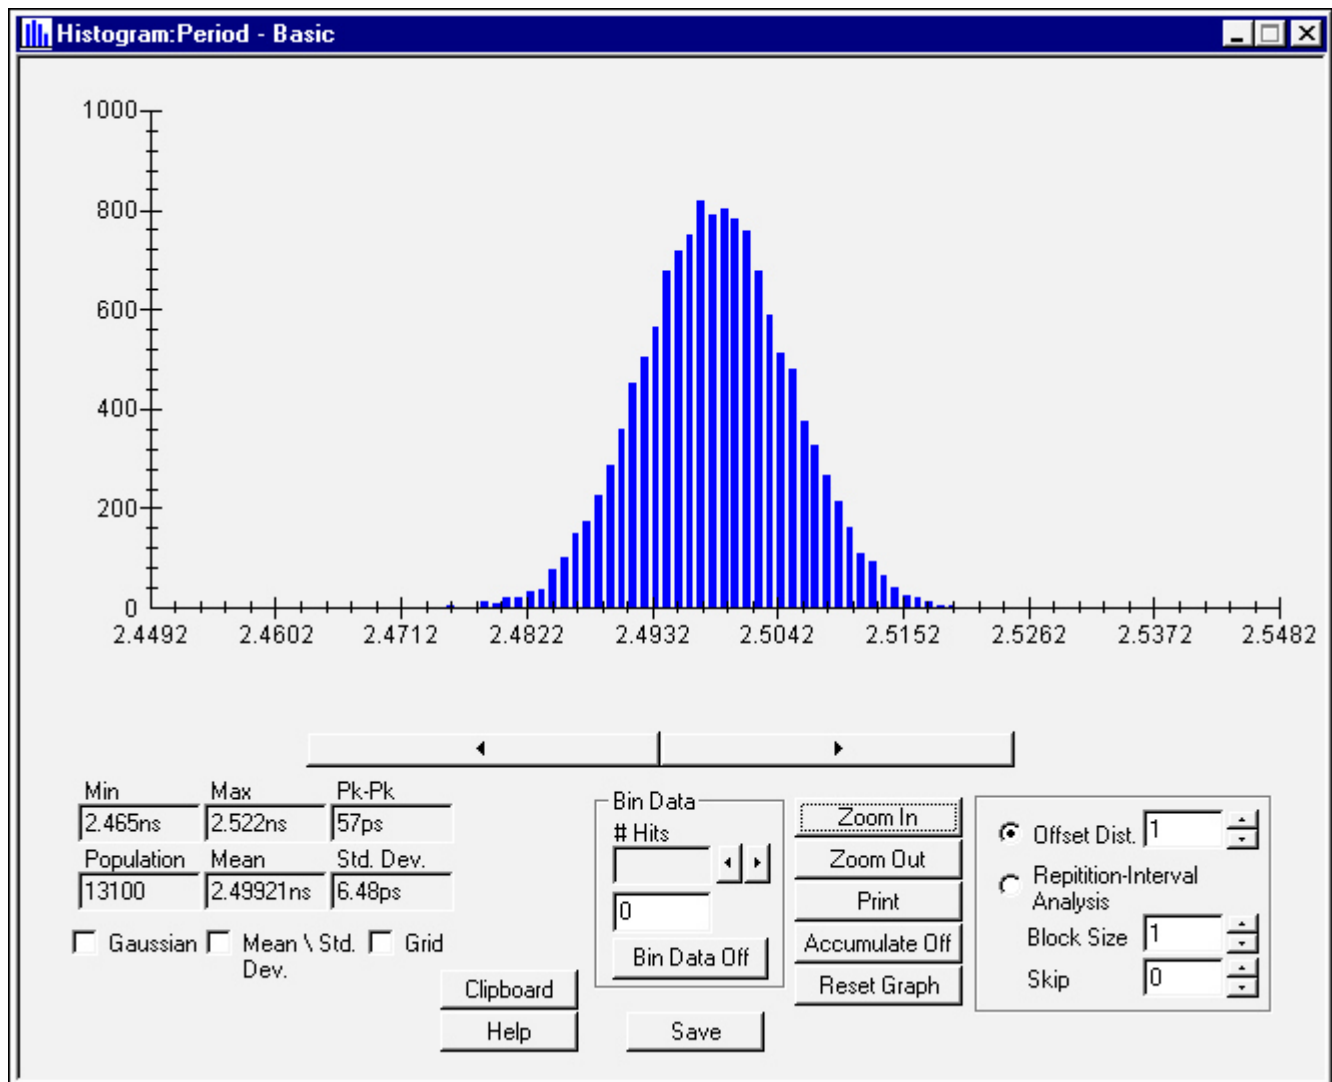 Histogram:Period - Basic
1000
800
600
400
200
0
2.4492 2.4602 2.4712 2.4822 2.4932 2.5042 2.5152 2.5262 2.5372 2.5482
Min Max Pk-Pk
2.465ns 2.522ns 57ps
Population Mean Std. Dev.
13100 2.49921ns 6.48ps
Gaussian Mean \ Std. Dev. Grid
Clipboard
Help
Bin Data
# Hits
0
Bin Data Off
Save
Zoom In
Zoom Out
Print
Accumulate Off
Reset Graph
Offset Dist. 1
Repitition-Interval
Analysis
Block Size 1
Skip 0